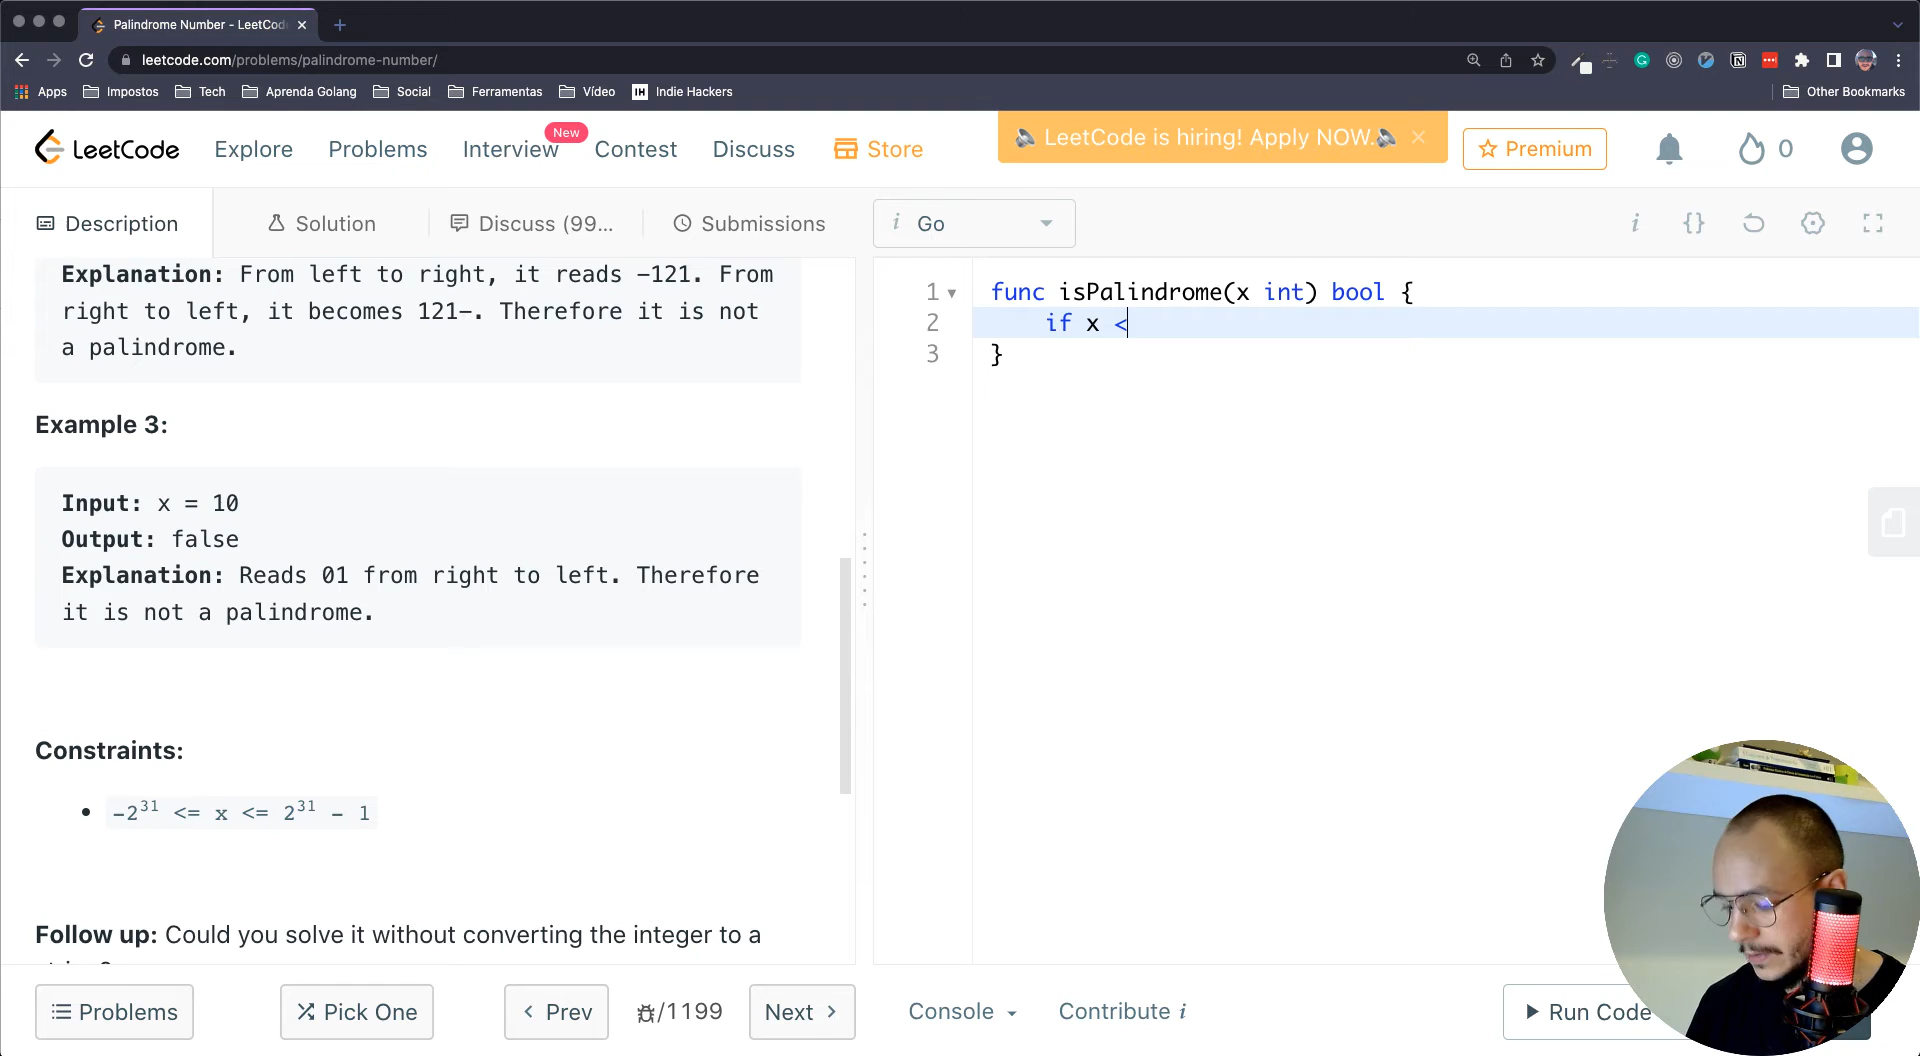 Palindrome Number - LeetCod
leetcode.com/problems/palindrome-number/
Apps Impostos Tech Aprenda Golang Social Ferramentas Vídeo IH Indie Hackers Other Bookmarks
LeetCode Explore Problems Interview New Contest Discuss Store LeetCode is hiring! Apply NOW. Premium 0
Description Solution Discuss (99... Submissions i Go i {}
Explanation: From left to right, it reads -121. From
right to left, it becomes 121-. Therefore it is not
a palindrome.
Example 3:
Input: x = 10
Output: false
Explanation: Reads 01 from right to left. Therefore
it is not a palindrome.
Constraints:
-2^31 <= x <= 2^31 - 1
Follow up: Could you solve it without converting the integer to a
1 func isPalindrome(x int) bool {
2 if x <
3 }
Problems Pick One Prev /1199 Next Console Contribute i Run Code